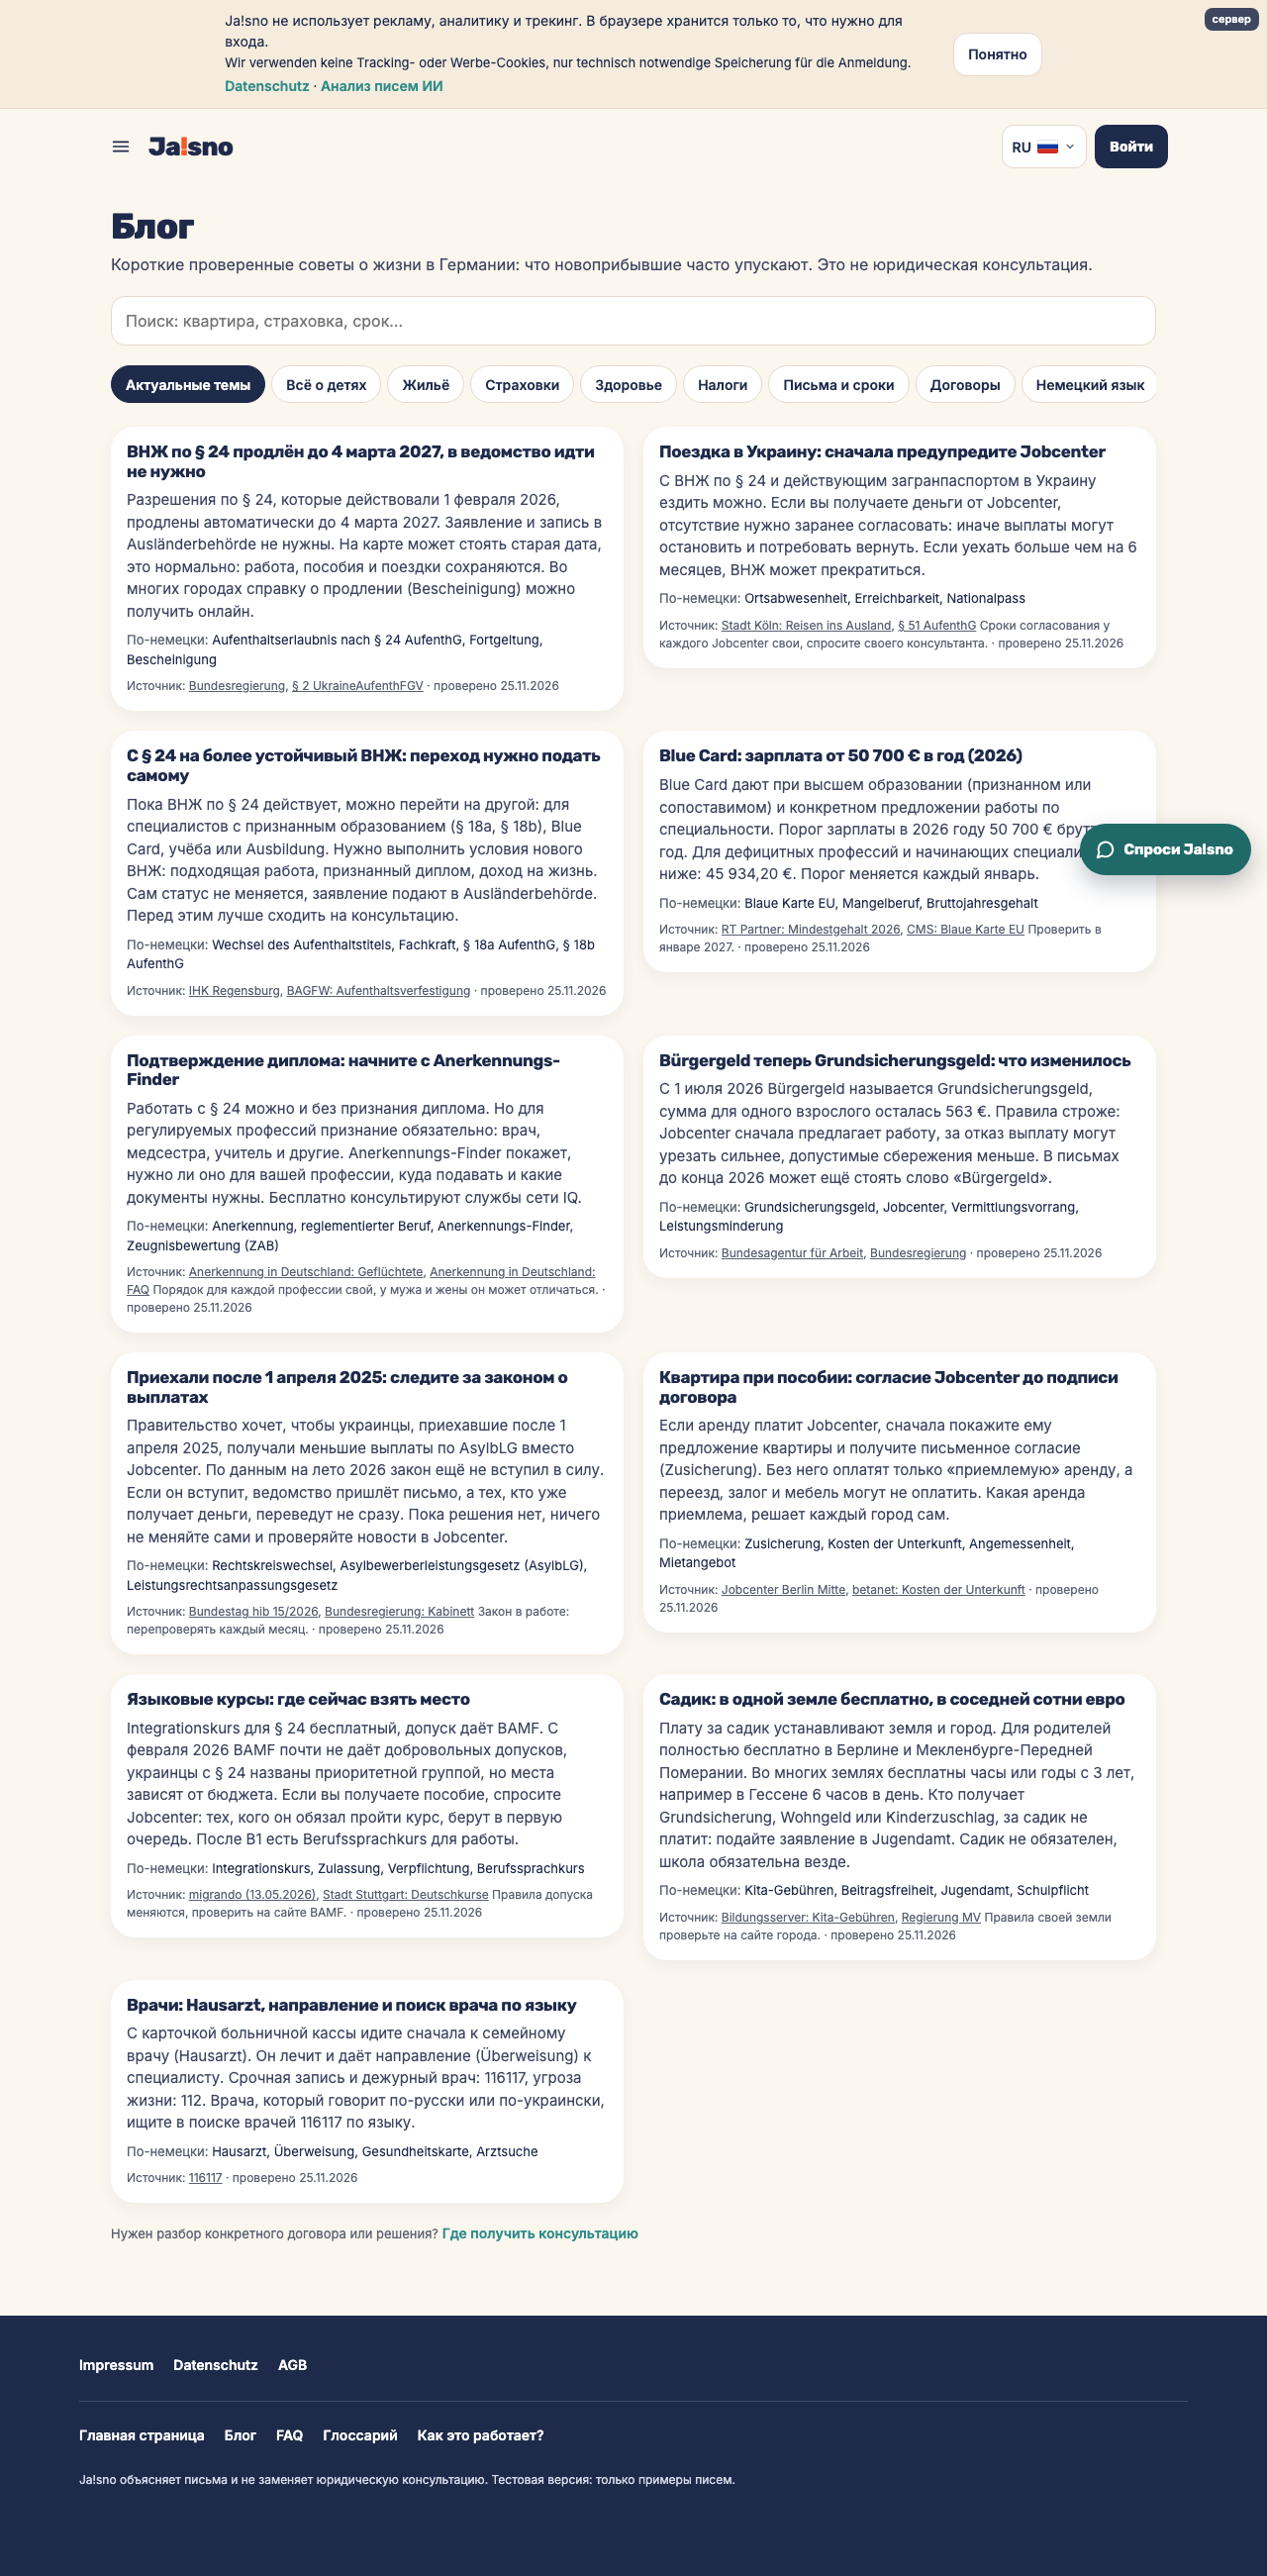 Ja!sno не использует рекламу, аналитику и трекинг. В браузере хранится только то, что нужно для
входа.
Wir verwenden keine Tracking- oder Werbe-Cookies, nur technisch notwendige Speicherung für die Anmeldung.
Datenschutz · Анализ писем ИИ
Понятно
сервер
Ja!sno
RU
Войти
Блог
Короткие проверенные советы о жизни в Германии: что новоприбывшие часто упускают. Это не юридическая консультация.
Поиск: квартира, страховка, срок...
Актуальные темы
Всё о детях
Жильё
Страховки
Здоровье
Налоги
Письма и сроки
Договоры
Немецкий язык
ВНЖ по § 24 продлён до 4 марта 2027, в ведомство идти
не нужно
Разрешения по § 24, которые действовали 1 февраля 2026,
продлены автоматически до 4 марта 2027. Заявление и запись в
Ausländerbehörde не нужны. На карте может стоять старая дата,
это нормально: работа, пособия и поездки сохраняются. Во
многих городах справку о продлении (Bescheinigung) можно
получить онлайн.
По-немецки: Aufenthaltserlaubnis nach § 24 AufenthG, Fortgeltung,
Bescheinigung
Источник: Bundesregierung, § 2 UkraineAufenthFGV · проверено 25.11.2026
Поездка в Украину: сначала предупредите Jobcenter
С ВНЖ по § 24 и действующим загранпаспортом в Украину
ездить можно. Если вы получаете деньги от Jobcenter,
отсутствие нужно заранее согласовать: иначе выплаты могут
остановить и потребовать вернуть. Если уехать больше чем на 6
месяцев, ВНЖ может прекратиться.
По-немецки: Ortsabwesenheit, Erreichbarkeit, Nationalpass
Источник: Stadt Köln: Reisen ins Ausland, § 51 AufenthG Сроки согласования у
каждого Jobcenter свои, спросите своего консультанта. · проверено 25.11.2026
С § 24 на более устойчивый ВНЖ: переход нужно подать
самому
Пока ВНЖ по § 24 действует, можно перейти на другой: для
специалистов с признанным образованием (§ 18a, § 18b), Blue
Card, учёба или Ausbildung. Нужно выполнить условия нового
ВНЖ: подходящая работа, признанный диплом, доход на жизнь.
Сам статус не меняется, заявление подают в Ausländerbehörde.
Перед этим лучше сходить на консультацию.
По-немецки: Wechsel des Aufenthaltstitels, Fachkraft, § 18a AufenthG, § 18b
AufenthG
Источник: IHK Regensburg, BAGFW: Aufenthaltsverfestigung · проверено 25.11.2026
Blue Card: зарплата от 50 700 € в год (2026)
Blue Card дают при высшем образовании (признанном или
сопоставимом) и конкретном предложении работы по
специальности. Порог зарплаты в 2026 году 50 700 €
год. Для дефицитных профессий и начинающих
ниже: 45 934,20 €. Порог меняется каждый январь.
По-немецки: Blaue Karte EU, Mangelberuf, Bruttojahresgehalt
Источник: RT Partner: Mindestgehalt 2026, CMS: Blaue Karte EU Проверить в
январе 2027. · проверено 25.11.2026
Спроси Ja!sno
Подтверждение диплома: начните с Anerkennungs-
Finder
Работать с § 24 можно и без признания диплома. Но для
регулируемых профессий признание обязательно: врач,
медсестра, учитель и другие. Anerkennungs-Finder покажет,
нужно ли оно для вашей профессии, куда подавать и какие
документы нужны. Бесплатно консультируют службы сети IQ.
По-немецки: Anerkennung, reglementierter Beruf, Anerkennungs-Finder,
Zeugnisbewertung (ZAB)
Источник: Anerkennung in Deutschland: Geflüchtete, Anerkennung in Deutschland:
FAQ Порядок для каждой профессии свой, у мужа и жены он может отличаться. ·
проверено 25.11.2026
Bürgergeld теперь Grundsicherungsgeld: что изменилось
С 1 июля 2026 Bürgergeld называется Grundsicherungsgeld,
сумма для одного взрослого осталась 563 €. Правила строже:
Jobcenter сначала предлагает работу, за отказ выплату могут
урезать сильнее, допустимые сбережения меньше. В письмах
до конца 2026 может ещё стоять слово «Bürgergeld».
По-немецки: Grundsicherungsgeld, Jobcenter, Vermittlungsvorrang,
Leistungsminderung
Источник: Bundesagentur für Arbeit, Bundesregierung · проверено 25.11.2026
Приехали после 1 апреля 2025: следите за законом о
выплатах
Правительство хочет, чтобы украинцы, приехавшие после 1
апреля 2025, получали меньшие выплаты по AsylbLG вместо
Jobcenter. По данным на лето 2026 закон ещё не вступил в силу.
Если он вступит, ведомство пришлёт письмо, а тех, кто уже
получает деньги, переведут не сразу. Пока решения нет, ничего
не меняйте сами и проверяйте новости в Jobcenter.
По-немецки: Rechtskreiswechsel, Asylbewerberleistungsgesetz (AsylbLG),
Leistungsrechtsanpassungsgesetz
Источник: Bundestag hib 15/2026, Bundesregierung: Kabinett Закон в работе:
перепроверять каждый месяц. · проверено 25.11.2026
Квартира при пособии: согласие Jobcenter до подписи
договора
Если аренду платит Jobcenter, сначала покажите ему
предложение квартиры и получите письменное согласие
(Zusicherung). Без него оплатят только «приемлемую» аренду, а
переезд, залог и мебель могут не оплатить. Какая аренда
приемлема, решает каждый город сам.
По-немецки: Zusicherung, Kosten der Unterkunft, Angemessenheit,
Mietangebot
Источник: Jobcenter Berlin Mitte, betanet: Kosten der Unterkunft · проверено
25.11.2026
Языковые курсы: где сейчас взять место
Integrationskurs для § 24 бесплатный, допуск даёт BAMF. С
февраля 2026 BAMF почти не даёт добровольных допусков,
украинцы с § 24 названы приоритетной группой, но места
зависят от бюджета. Если вы получаете пособие, спросите
Jobcenter: тех, кого он обязал пройти курс, берут в первую
очередь. После B1 есть Berufssprachkurs для работы.
По-немецки: Integrationskurs, Zulassung, Verpflichtung, Berufssprachkurs
Источник: migrando (13.05.2026), Stadt Stuttgart: Deutschkurse Правила допуска
меняются, проверить на сайте BAMF. · проверено 25.11.2026
Садик: в одной земле бесплатно, в соседней сотни евро
Плату за садик устанавливают земля и город. Для родителей
полностью бесплатно в Берлине и Мекленбурге-Передней
Померании. Во многих землях бесплатны часы или годы с 3 лет,
например в Гессене 6 часов в день. Кто получает
Grundsicherung, Wohngeld или Kinderzuschlag, за садик не
платит: подайте заявление в Jugendamt. Садик не обязателен,
школа обязательна везде.
По-немецки: Kita-Gebühren, Beitragsfreiheit, Jugendamt, Schulpflicht
Источник: Bildungsserver: Kita-Gebühren, Regierung MV Правила своей земли
проверьте на сайте города. · проверено 25.11.2026
Врачи: Hausarzt, направление и поиск врача по языку
С карточкой больничной кассы идите сначала к семейному
врачу (Hausarzt). Он лечит и даёт направление (Überweisung) к
специалисту. Срочная запись и дежурный врач: 116117, угроза
жизни: 112. Врача, который говорит по-русски или по-украински,
ищите в поиске врачей 116117 по языку.
По-немецки: Hausarzt, Überweisung, Gesundheitskarte, Arztsuche
Источник: 116117 · проверено 25.11.2026
Нужен разбор конкретного договора или решения? Где получить консультацию
Impressum
Datenschutz
AGB
Главная страница
Блог
FAQ
Глоссарий
Как это работает?
Ja!sno объясняет письма и не заменяет юридическую консультацию. Тестовая версия: только примеры писем.